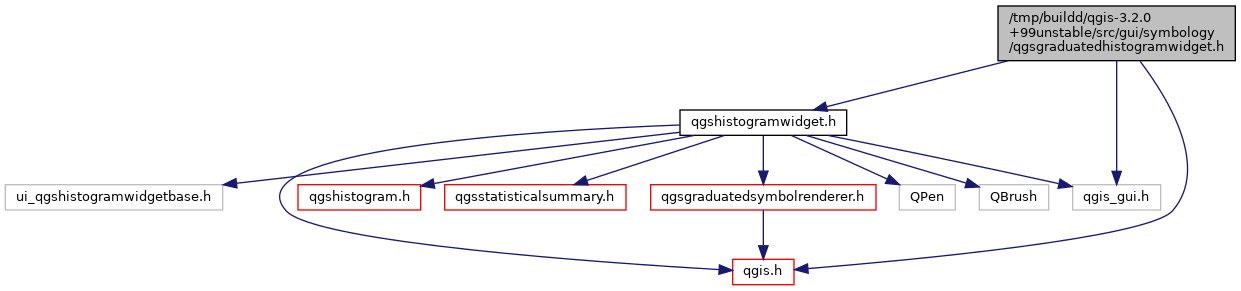 /tmp/buildd/qgis-3.2.0
+99unstable/src/gui/symbology
/qgsgraduatedhistogramwidget.h
qgshistogramwidget.h
ui_qgshistogramwidgetbase.h
qgshistogram.h
qgsstatisticalsummary.h
qgsgraduatedsymbolrenderer.h
QPen
QBrush
qgis_gui.h
qgis.h